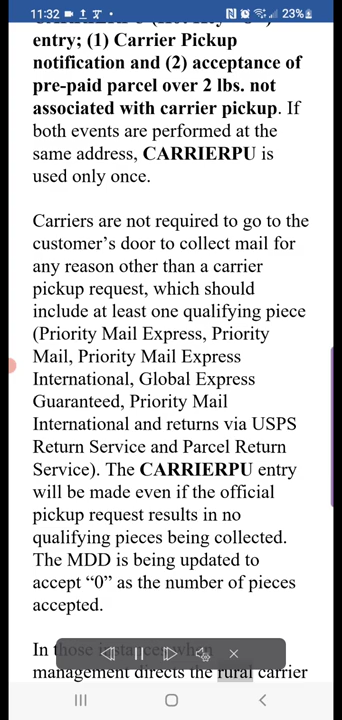 11:32
23%
entry; (1) Carrier Pickup
notification and (2) acceptance of
pre-paid parcel over 2 lbs. not
associated with carrier pickup. If
both events are performed at the
same address, CARRIERPU is
used only once.
Carriers are not required to go to the
customer’s door to collect mail for
any reason other than a carrier
pickup request, which should
include at least one qualifying piece
(Priority Mail Express, Priority
Mail, Priority Mail Express
International, Global Express
Guaranteed, Priority Mail
International and returns via USPS
Return Service and Parcel Return
Service). The CARRIERPU entry
will be made even if the official
pickup request results in no
qualifying pieces being collected.
The MDD is being updated to
accept “0” as the number of pieces
accepted.
In those instances when
management directs the rural carrier